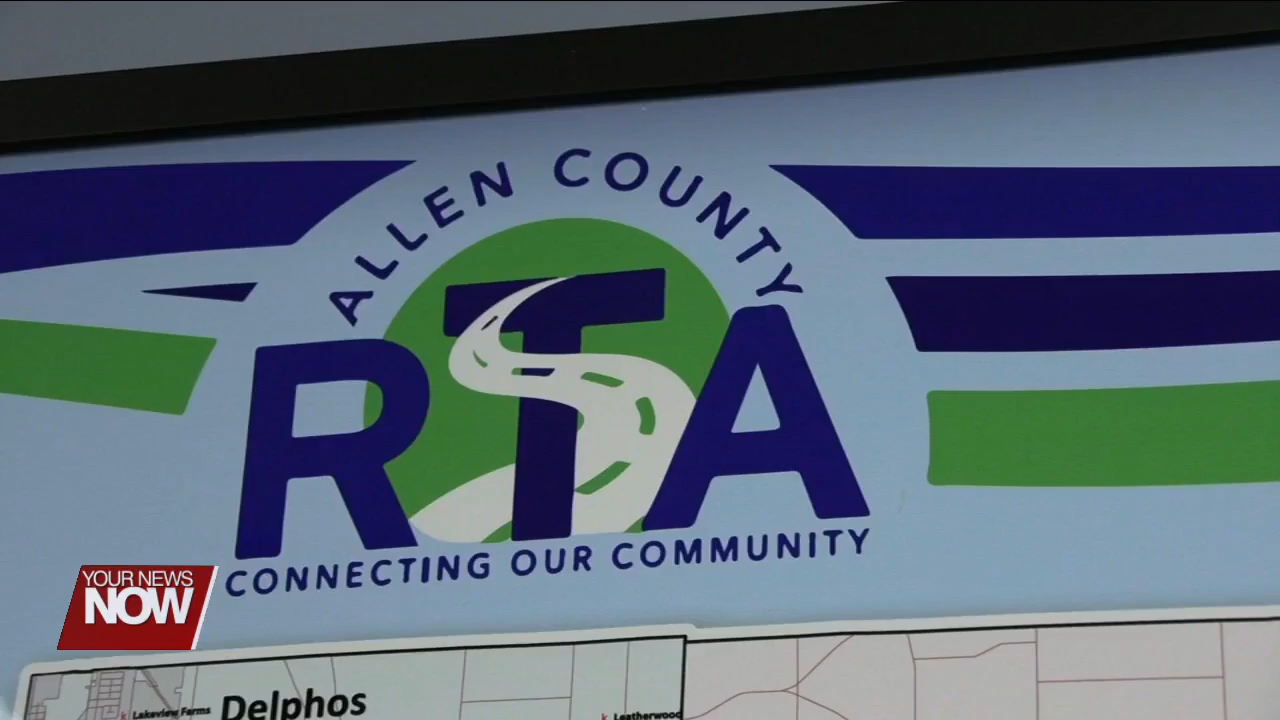 ALLEN COUNTY
RTA
CONNECTING OUR COMMUNITY
YOUR NEWS
NOW
Delphos
Lakeview Farms
Leatherwood